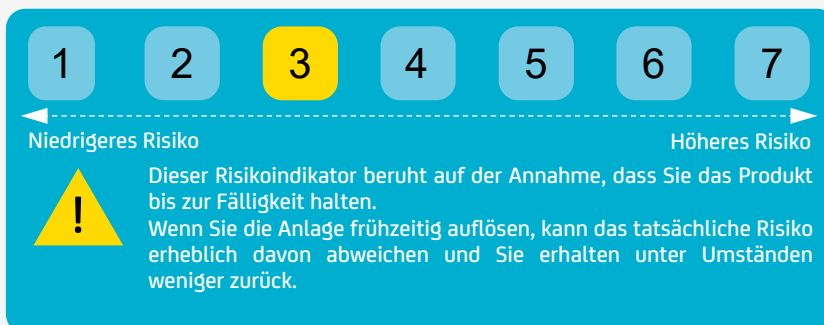 1 2 3 4 5 6 7
Niedrigeres Risiko Höheres Risiko
!
Dieser Risikoindikator beruht auf der Annahme, dass Sie das Produkt
bis zur Fälligkeit halten.
Wenn Sie die Anlage frühzeitig auflösen, kann das tatsächliche Risiko
erheblich davon abweichen und Sie erhalten unter Umständen
weniger zurück.